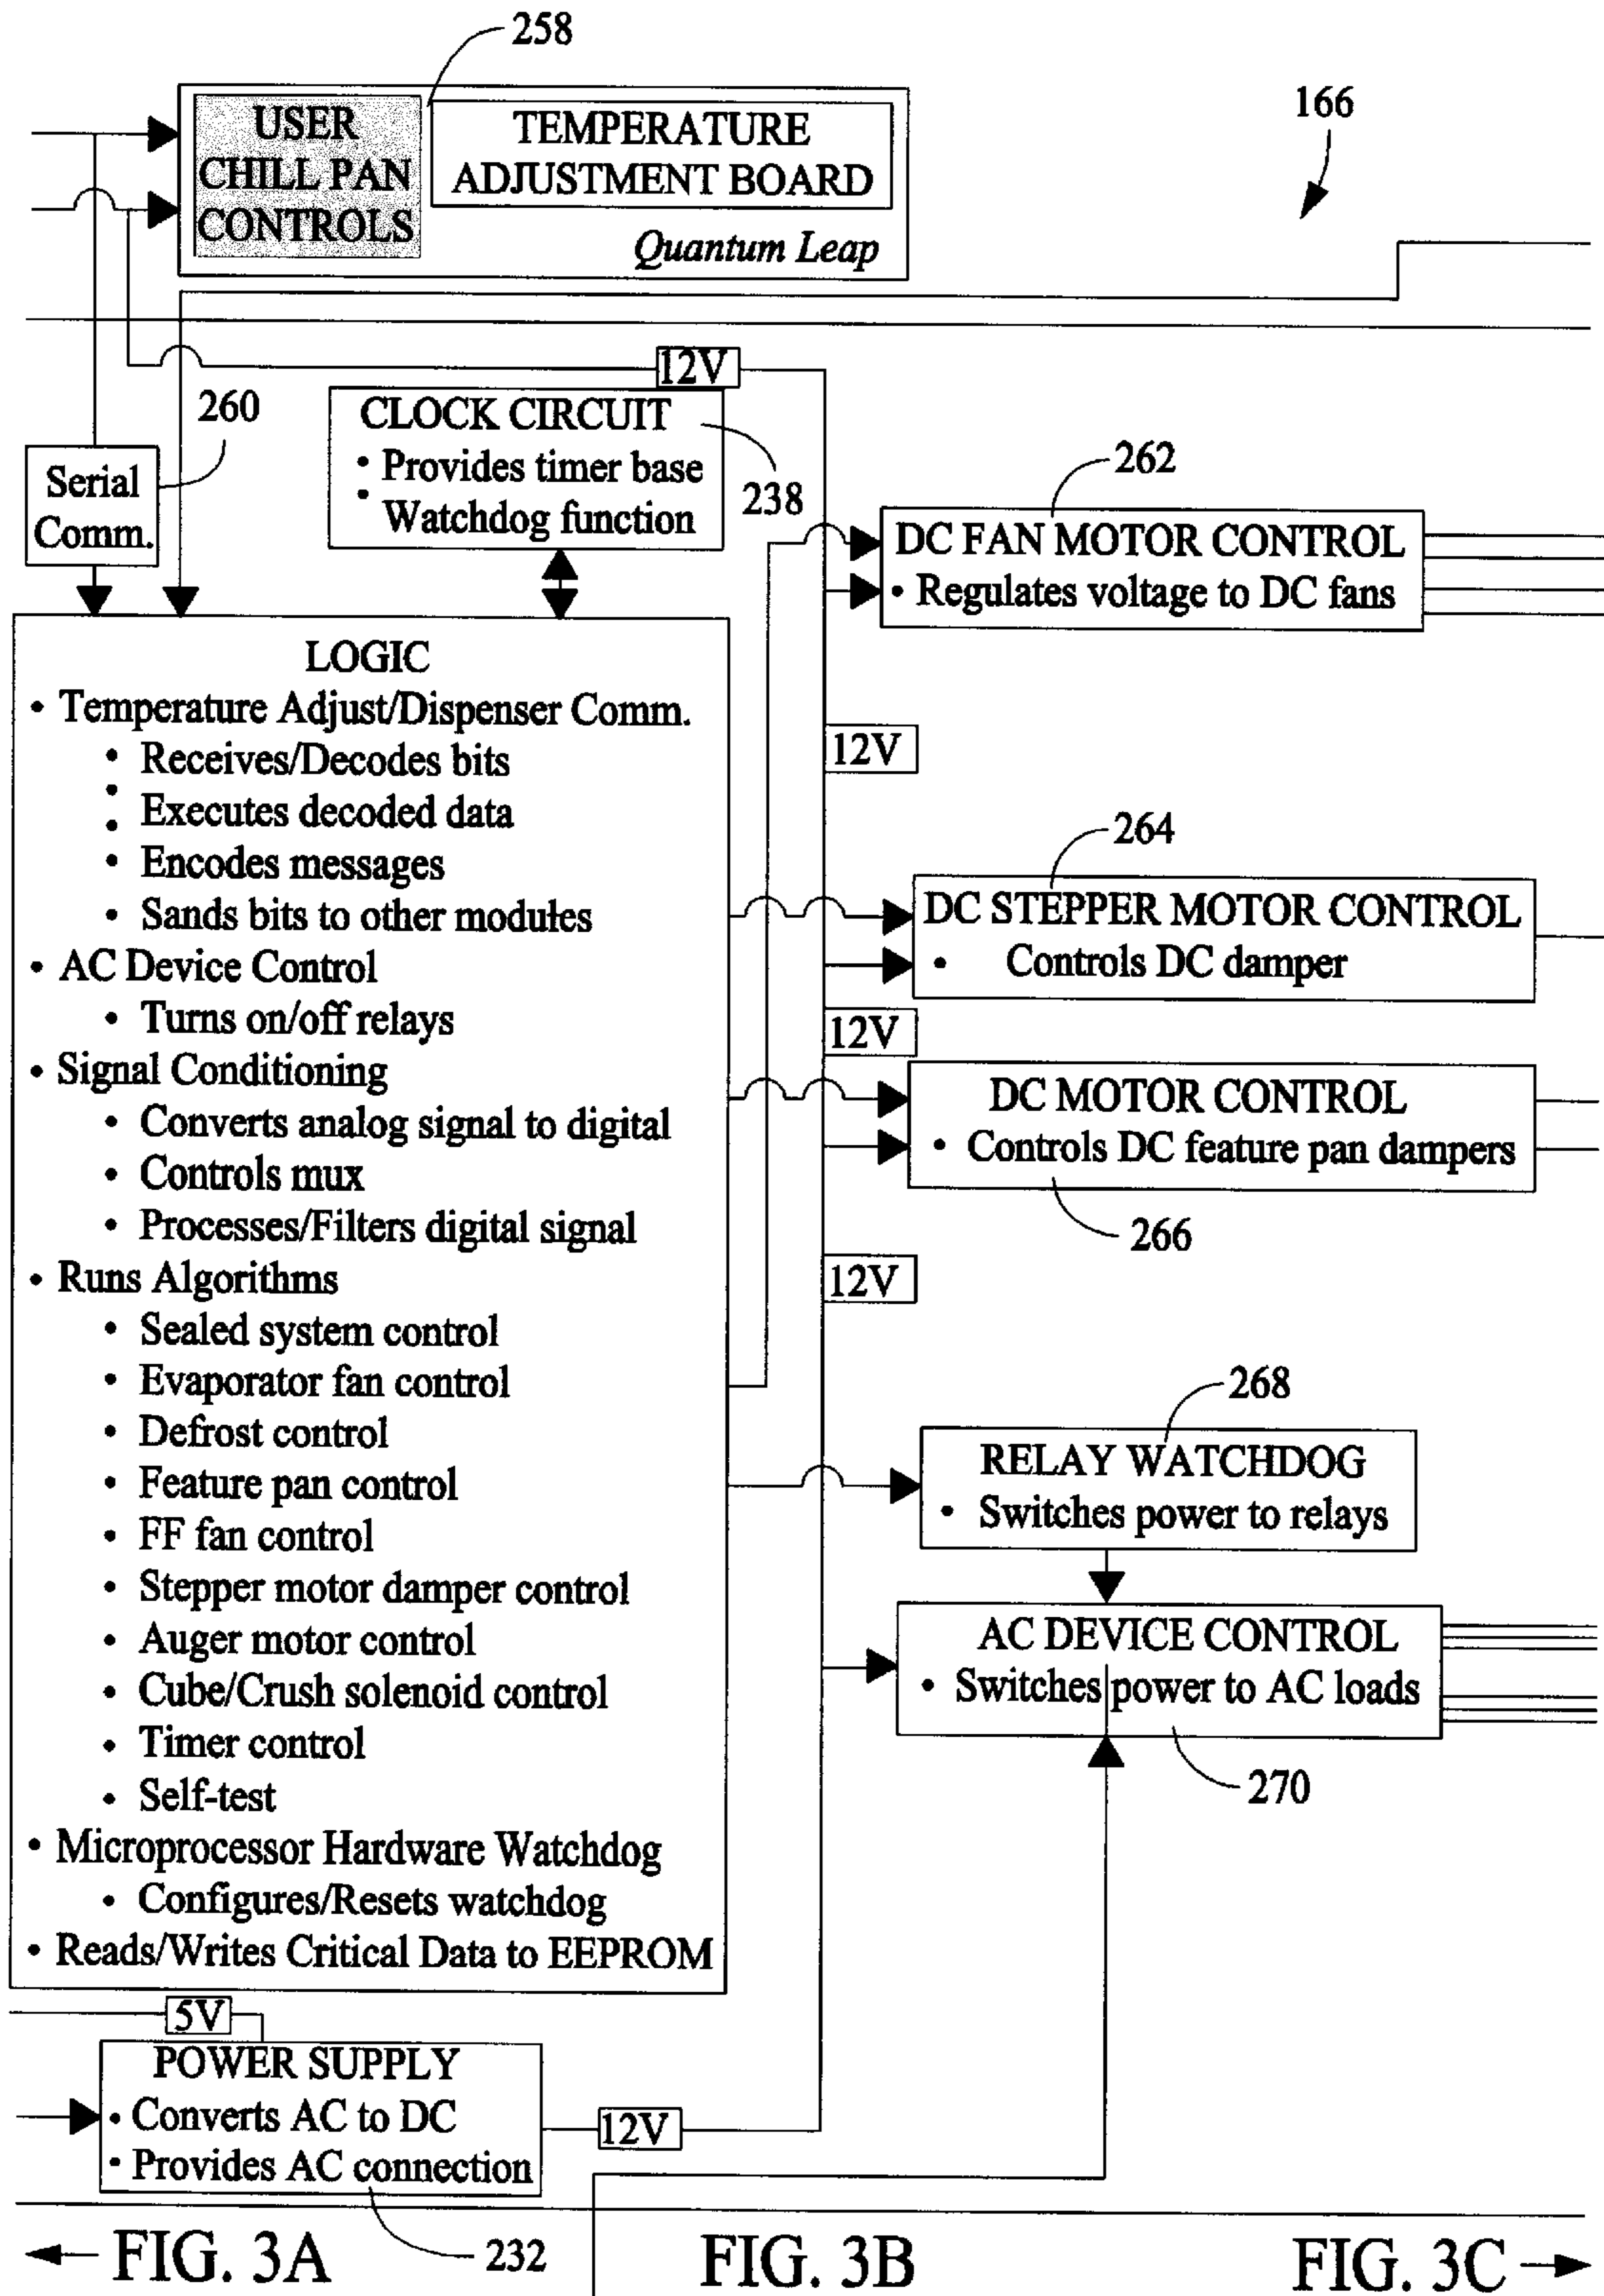 258
USER
CHILL PAN
CONTROLS
TEMPERATURE
ADJUSTMENT BOARD
Quantum Leap
166
12V
260
CLOCK CIRCUIT
• Provides timer base
• Watchdog function
238
Serial
Comm.
262
DC FAN MOTOR CONTROL
• Regulates voltage to DC fans
LOGIC
• Temperature Adjust/Dispenser Comm.
• Receives/Decodes bits
• Executes decoded data
• Encodes messages
• Sands bits to other modules
• AC Device Control
• Turns on/off relays
• Signal Conditioning
• Converts analog signal to digital
• Controls mux
• Processes/Filters digital signal
• Runs Algorithms
• Sealed system control
• Evaporator fan control
• Defrost control
• Feature pan control
• FF fan control
• Stepper motor damper control
• Auger motor control
• Cube/Crush solenoid control
• Timer control
• Self-test
• Microprocessor Hardware Watchdog
• Configures/Resets watchdog
• Reads/Writes Critical Data to EEPROM
12V
264
DC STEPPER MOTOR CONTROL
• Controls DC damper
12V
DC MOTOR CONTROL
• Controls DC feature pan dampers
266
12V
268
RELAY WATCHDOG
• Switches power to relays
AC DEVICE CONTROL
• Switches power to AC loads
270
5V
POWER SUPPLY
• Converts AC to DC
• Provides AC connection
12V
232
FIG. 3A
FIG. 3B
FIG. 3C